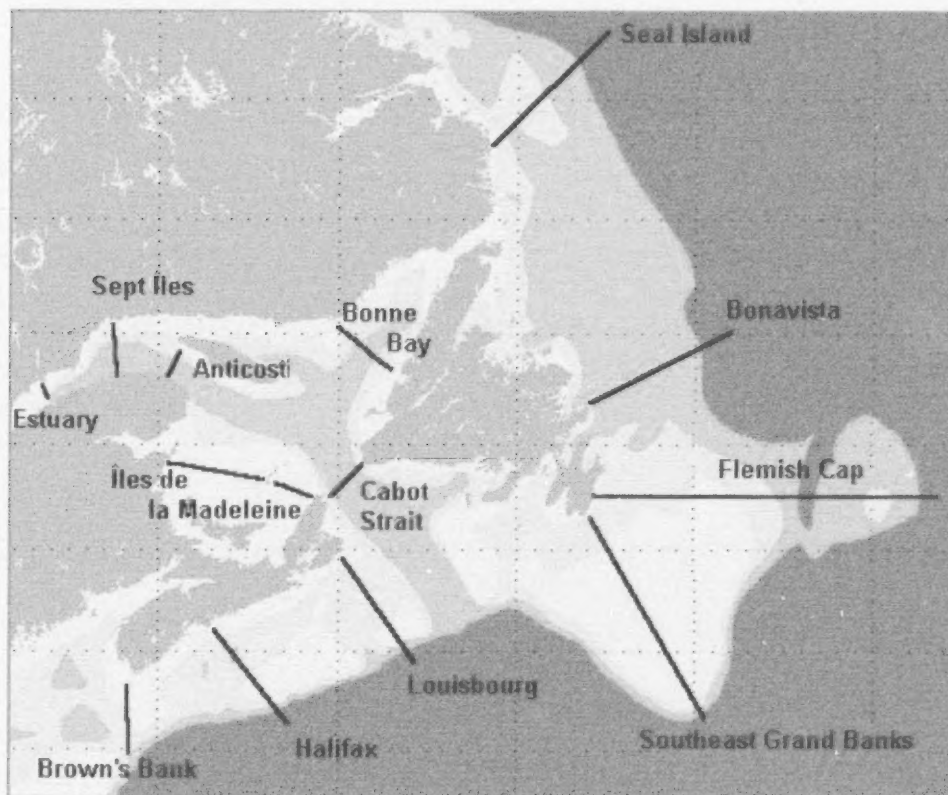 Seal Island
Sept Îles
Bonne
Bay
Bonavista
Anticosti
Estuary
Flemish Cap
Îles de
la Madeleine
Cabot
Strait
Louisbourg
Halifax
Southeast Grand Banks
Brown's Bank